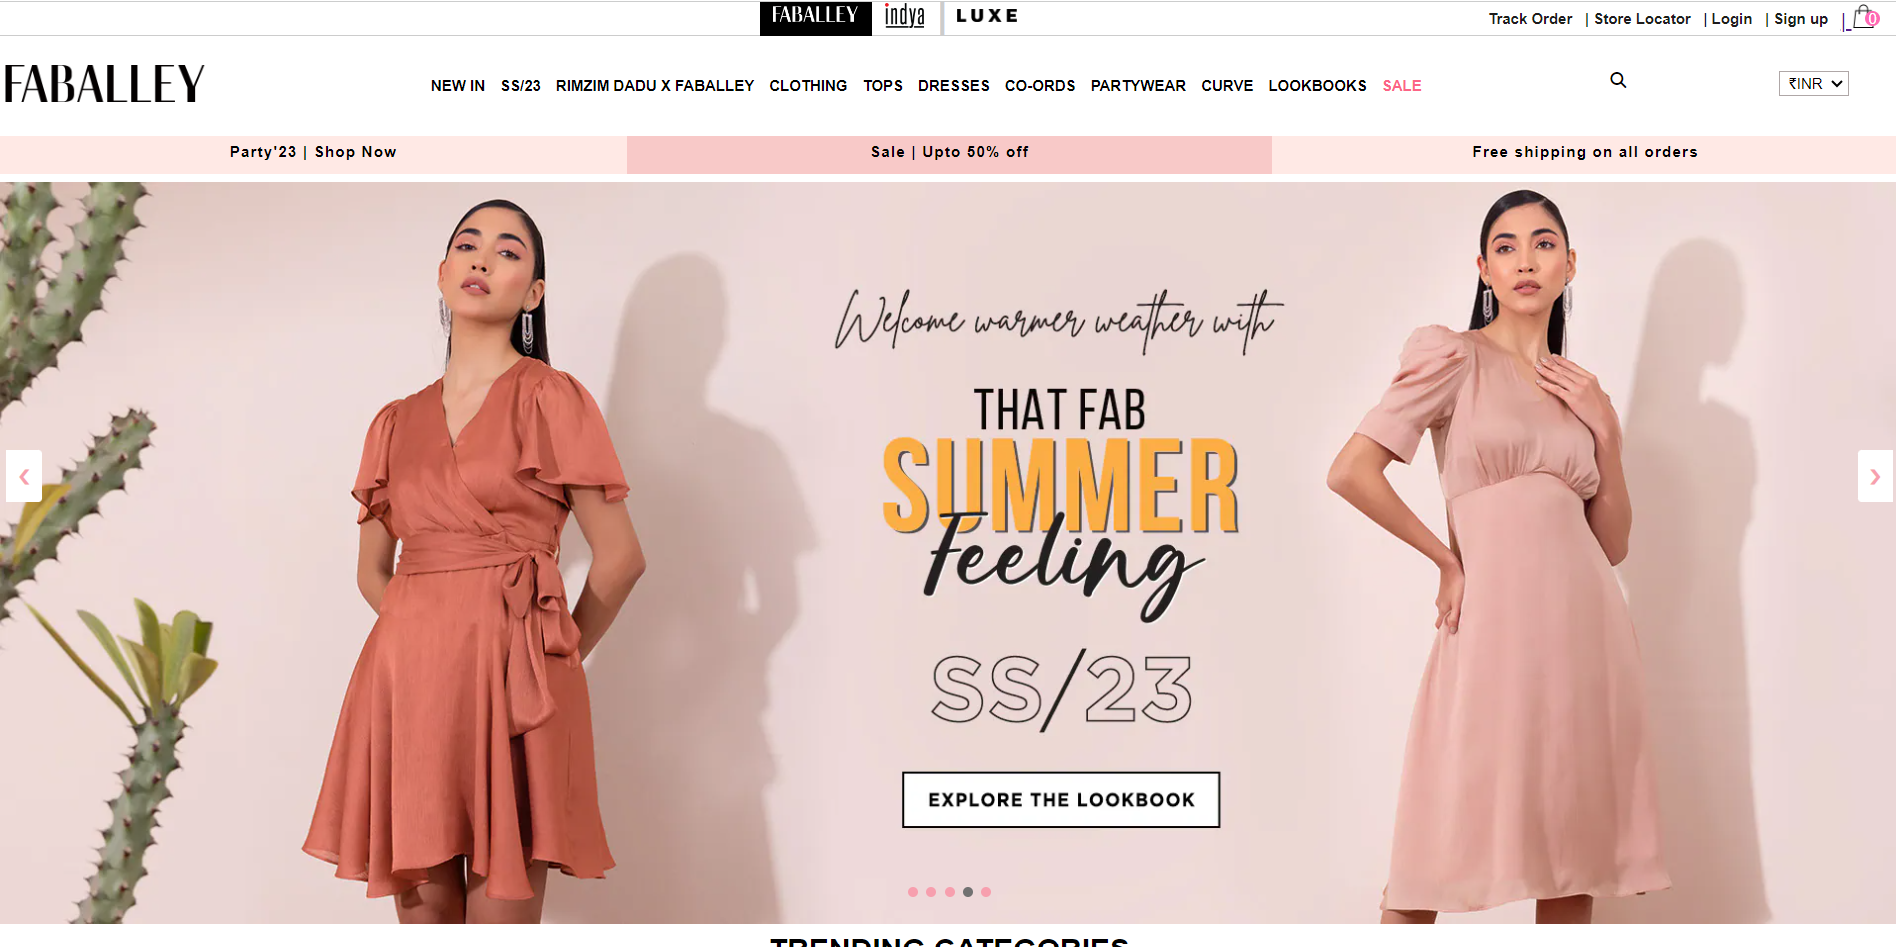 FABALLEY indya LUXE
Track Order | Store Locator | Login | Sign up | 0
FABALLEY
NEW IN SS/23 RIMZIM DADU X FABALLEY CLOTHING TOPS DRESSES CO-ORDS PARTYWEAR CURVE LOOKBOOKS SALE
₹INR
Party'23 | Shop Now
Sale | Upto 50% off
Free shipping on all orders
Welcome warmer weather with
THAT FAB
SUMMER
Feeling
SS/23
EXPLORE THE LOOKBOOK
TRENDING CATEGORIES